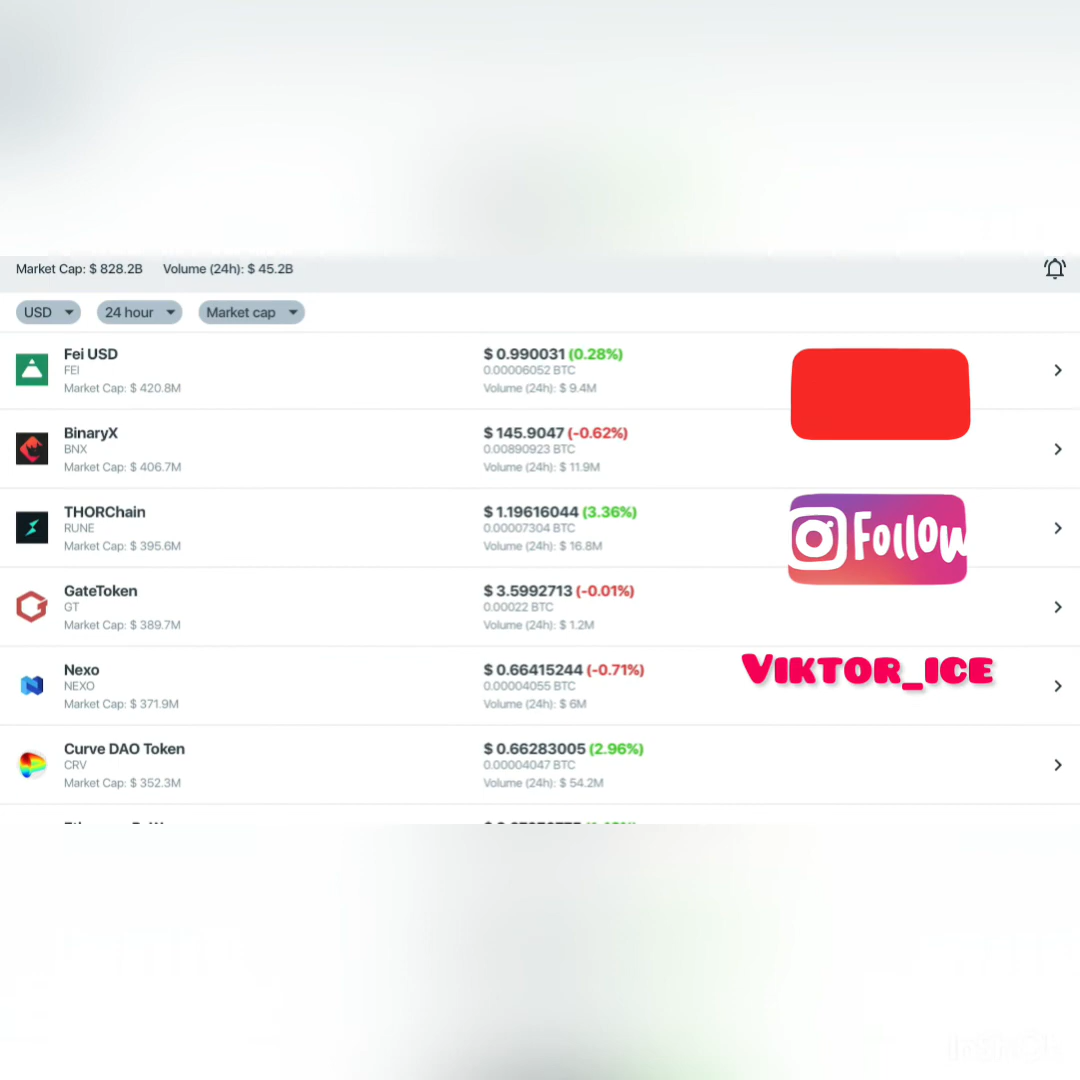 Market Cap: $ 828.2B Volume (24h): $ 45.2B
USD 24 hour Market cap
Fei USD $ 0.990031 (0.28%)
FEI 0.00006052 BTC
Market Cap: $ 420.8M Volume (24h): $ 9.4M
BinaryX $ 145.9047 (-0.62%)
BNX 0.00890923 BTC
Market Cap: $ 406.7M Volume (24h): $ 11.9M
THORChain $ 1.19616044 (3.36%)
RUNE 0.00007304 BTC
Market Cap: $ 395.6M Volume (24h): $ 16.8M
Follow
GateToken $ 3.5992713 (-0.01%)
GT 0.00022 BTC
Market Cap: $ 389.7M Volume (24h): $ 1.2M
Nexo $ 0.66415244 (-0.71%)
NEXO 0.00004055 BTC
Market Cap: $ 371.9M Volume (24h): $ 6M
Viktor_ice
Curve DAO Token $ 0.66283005 (2.96%)
CRV 0.00004047 BTC
Market Cap: $ 352.3M Volume (24h): $ 54.2M